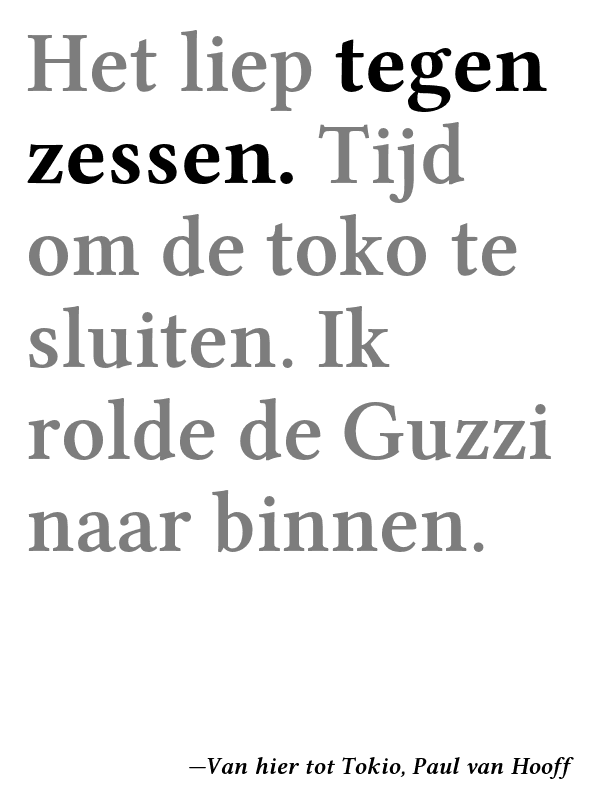 Het liep tegen
zessen. Tijd
om de toko te
sluiten. Ik
rolde de Guzzi
naar binnen.
—Van hier tot Tokio, Paul van Hooff